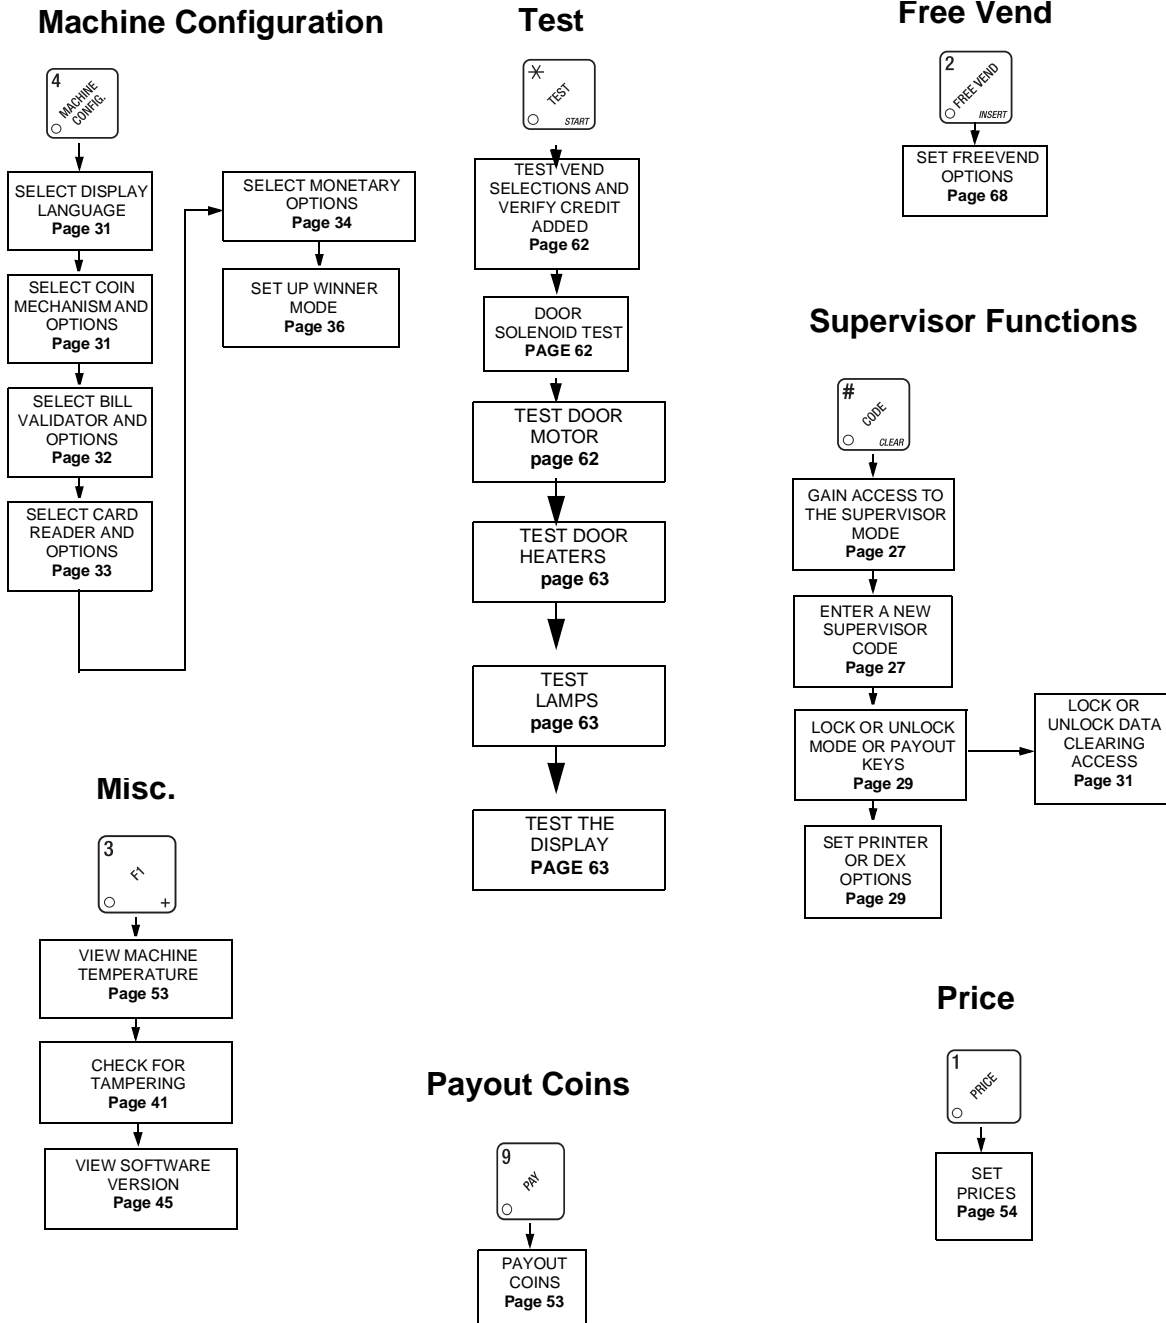 Machine Configuration
4
MACHINE
CONFIG.
SELECT DISPLAY
LANGUAGE
Page 31
SELECT COIN
MECHANISM AND
OPTIONS
Page 31
SELECT BILL
VALIDATOR AND
OPTIONS
Page 32
SELECT CARD
READER AND
OPTIONS
Page 33
SELECT MONETARY
OPTIONS
Page 34
SET UP WINNER
MODE
Page 36
Test
*
TEST
START
TEST VEND
SELECTIONS AND
VERIFY CREDIT
ADDED
Page 62
DOOR
SOLENOID TEST
PAGE 62
TEST DOOR
MOTOR
page 62
TEST DOOR
HEATERS
page 63
TEST
LAMPS
page 63
TEST THE
DISPLAY
PAGE 63
Free Vend
2
FREE VEND
INSERT
SET FREEVEND
OPTIONS
Page 68
Supervisor Functions
#
CODE
CLEAR
GAIN ACCESS TO
THE SUPERVISOR
MODE
Page 27
ENTER A NEW
SUPERVISOR
CODE
Page 27
LOCK OR UNLOCK
MODE OR PAYOUT
KEYS
Page 29
LOCK OR
UNLOCK DATA
CLEARING
ACCESS
Page 31
SET PRINTER
OR DEX
OPTIONS
Page 29
Misc.
3
F1
+
VIEW MACHINE
TEMPERATURE
Page 53
CHECK FOR
TAMPERING
Page 41
VIEW SOFTWARE
VERSION
Page 45
Payout Coins
9
PAY
PAYOUT
COINS
Page 53
Price
1
PRICE
SET
PRICES
Page 54